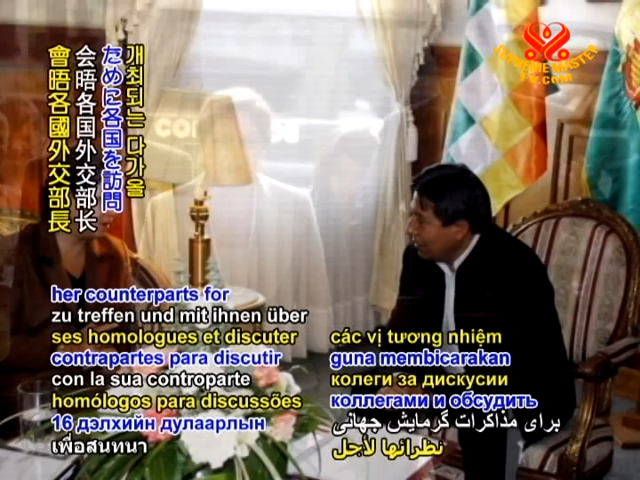 SUPREME MASTER
TV.COM
개최되는 다가올
ために各国を訪問
会晤各国外交部长
會晤各國外交部長
her counterparts for
zu treffen und mit ihnen über
ses homologues et discuter
contrapartes para discutir
con la sua controparte
homólogos para discussões
16 дэлхийн дулаарлын
เพื่อสนทนา
các vị tương nhiệm
guna membicarakan
колеги за дискусии
коллегами и обсудить
برای مذاکرات گرمایش جهانی
نظرائها لأجل